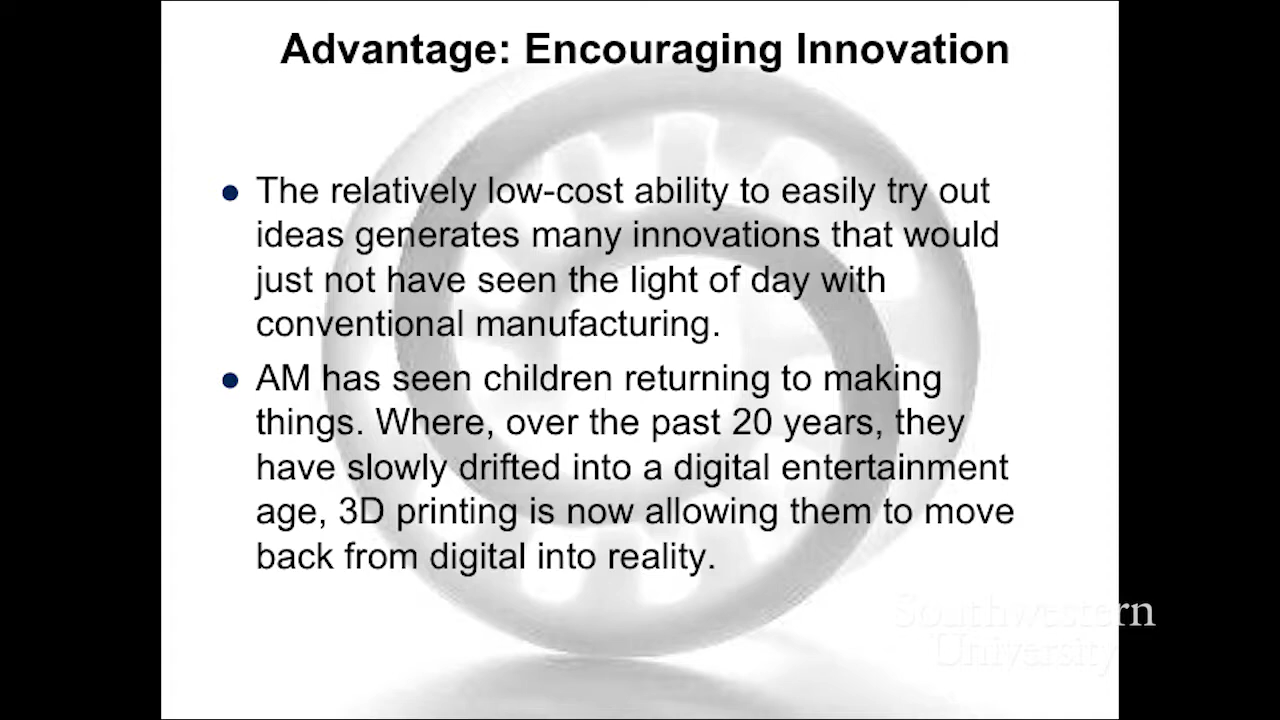 Advantage: Encouraging Innovation
● The relatively low-cost ability to easily try out
ideas generates many innovations that would
just not have seen the light of day with
conventional manufacturing.
● AM has seen children returning to making
things. Where, over the past 20 years, they
have slowly drifted into a digital entertainment
age, 3D printing is now allowing them to move
back from digital into reality.
Southwestern
University